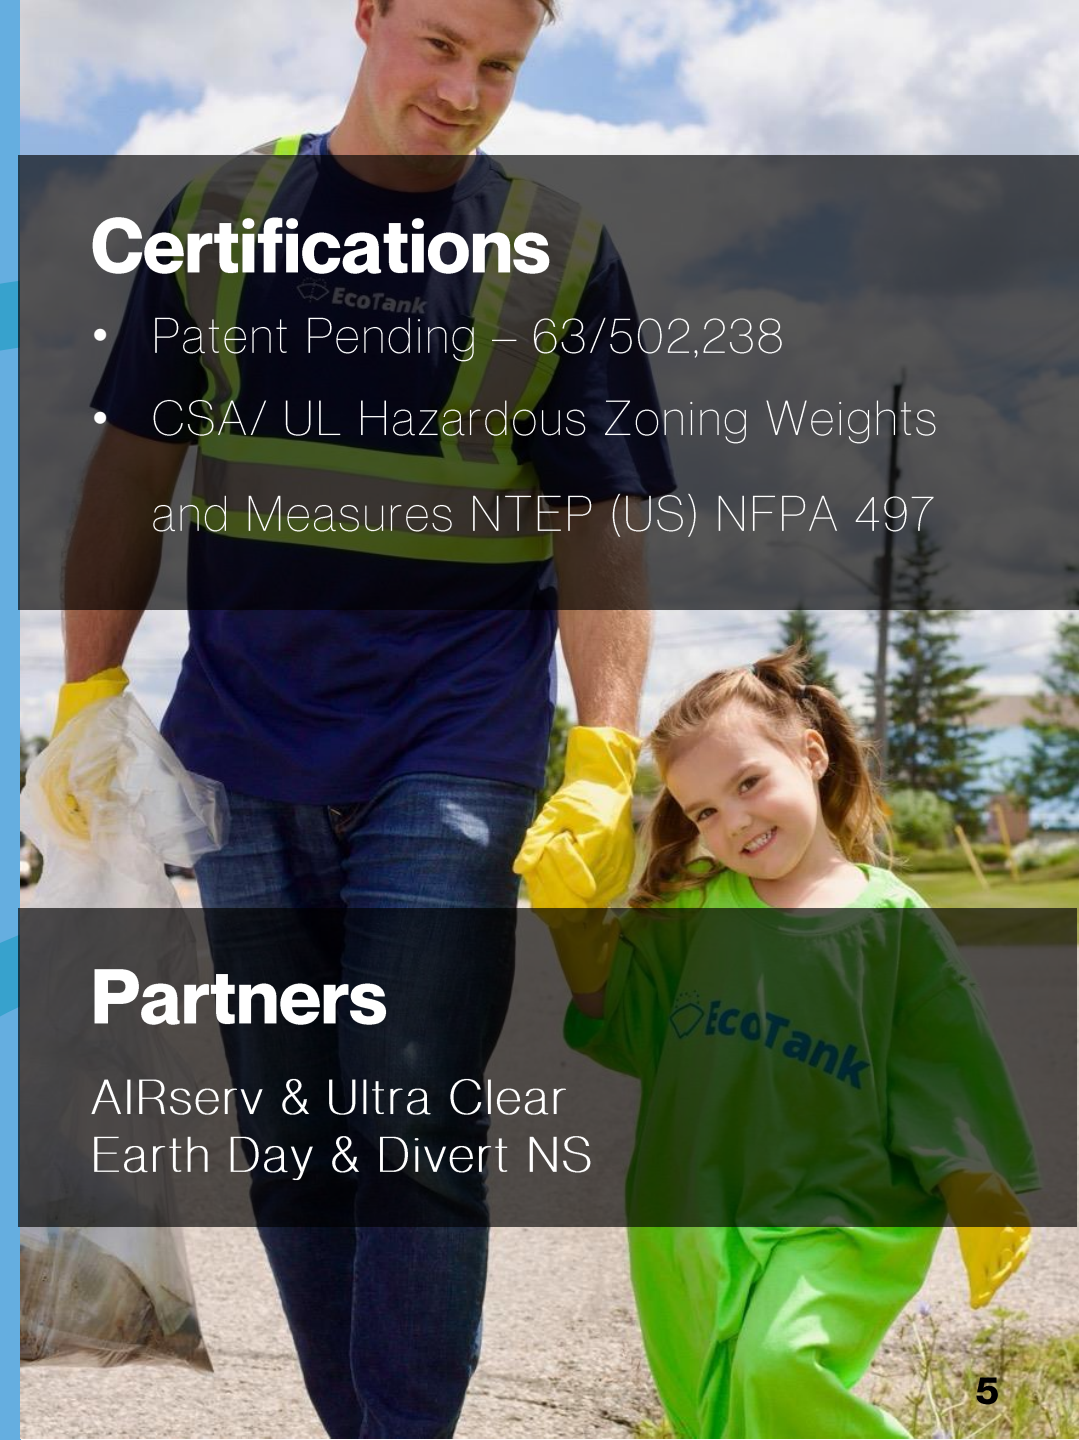 Certifications
EcoTank
• Patent Pending – 63/502,238
• CSA/ UL Hazardous Zoning Weights
and Measures NTEP (US) NFPA 497
Partners
EcoTank
AIRserv & Ultra Clear
Earth Day & Divert NS
5